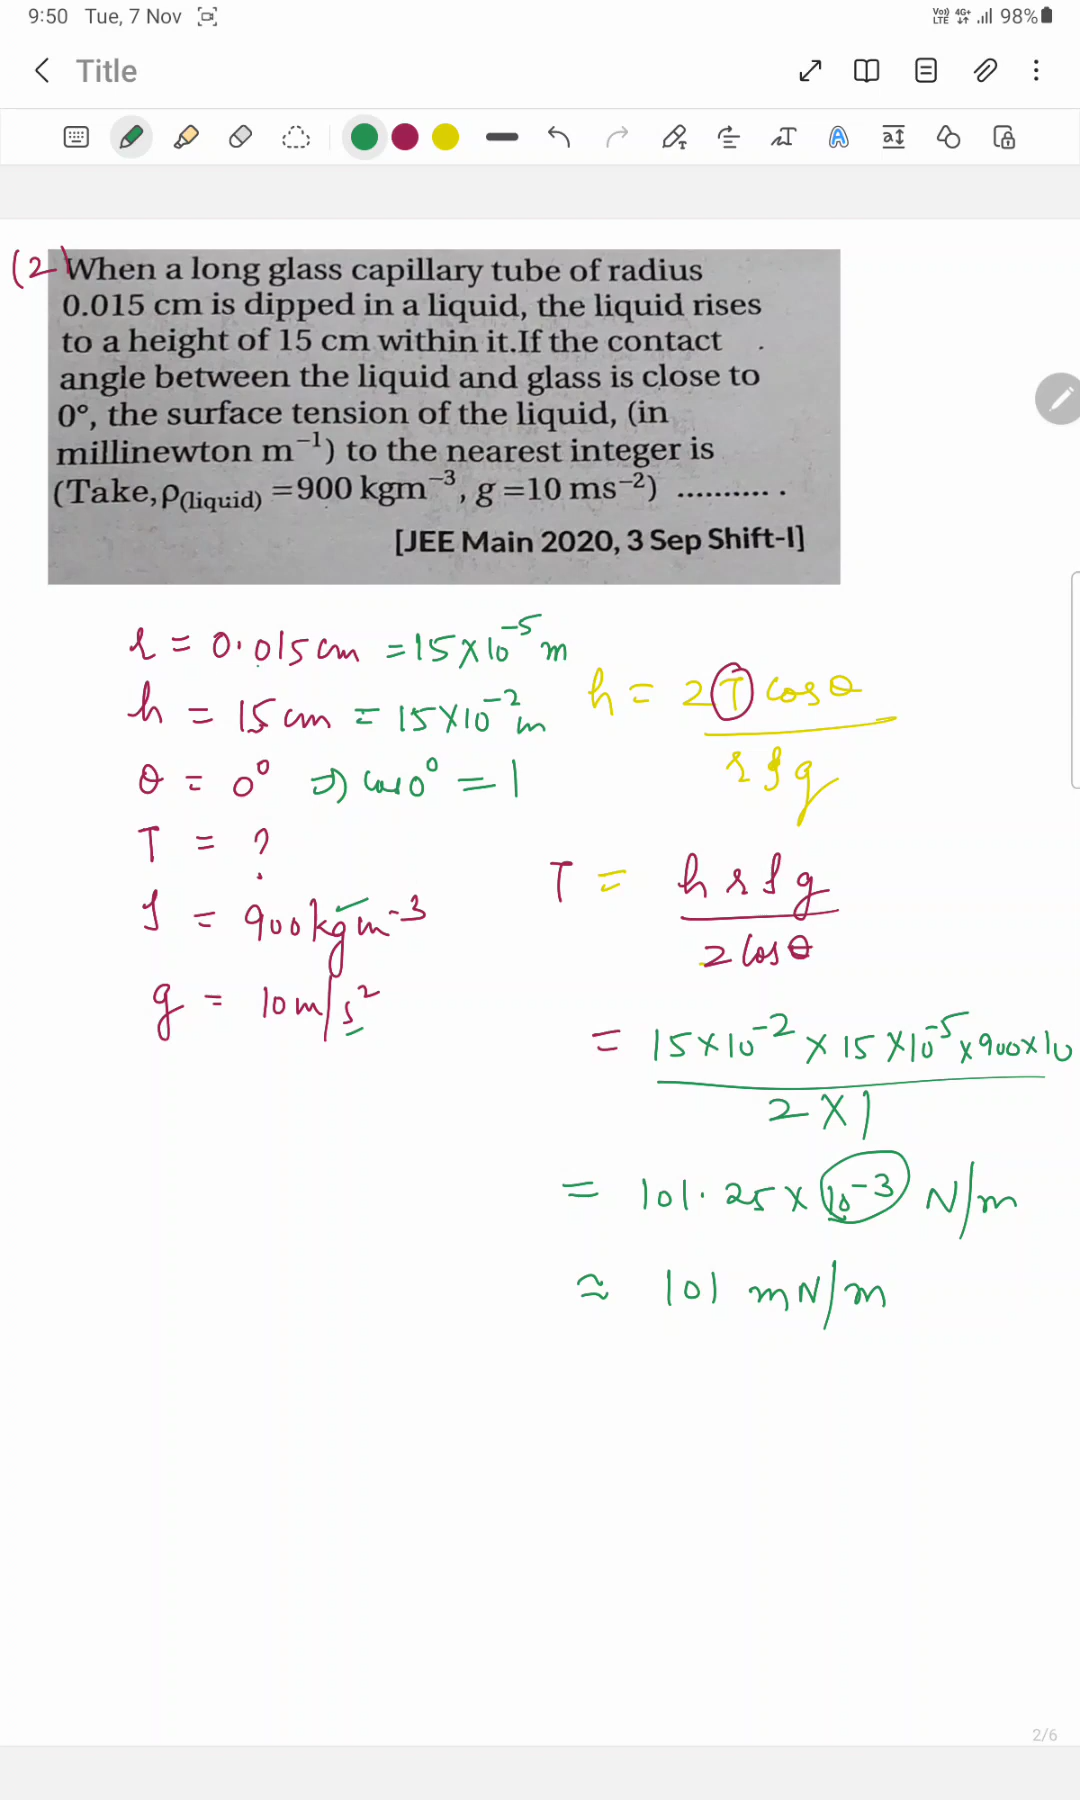 9:50 Tue, 7 Nov Vo)) LTE 4G+ 98%
Title
(2) When a long glass capillary tube of radius
0.015 cm is dipped in a liquid, the liquid rises
to a height of 15 cm within it.If the contact
angle between the liquid and glass is close to
0°, the surface tension of the liquid, (in
millinewton m⁻¹) to the nearest integer is
(Take, ρ(liquid) =900 kgm⁻³, g =10 ms⁻²) ...........
[JEE Main 2020, 3 Sep Shift-I]
r = 0.015 cm = 15×10⁻⁵ m
h = 15 cm = 15×10⁻² m
θ = 0° ⇒ cos 0° = 1
T = ?
ρ = 900 kg m⁻³
g = 10 m/s²
h = 2 T cos θ
r ρ g
T = h r ρ g
2 cos θ
= 15×10⁻² × 15×10⁻⁵ × 900×10
2 × 1
= 101.25 × 10⁻³ N/m
≈ 101 mN/m
2/6